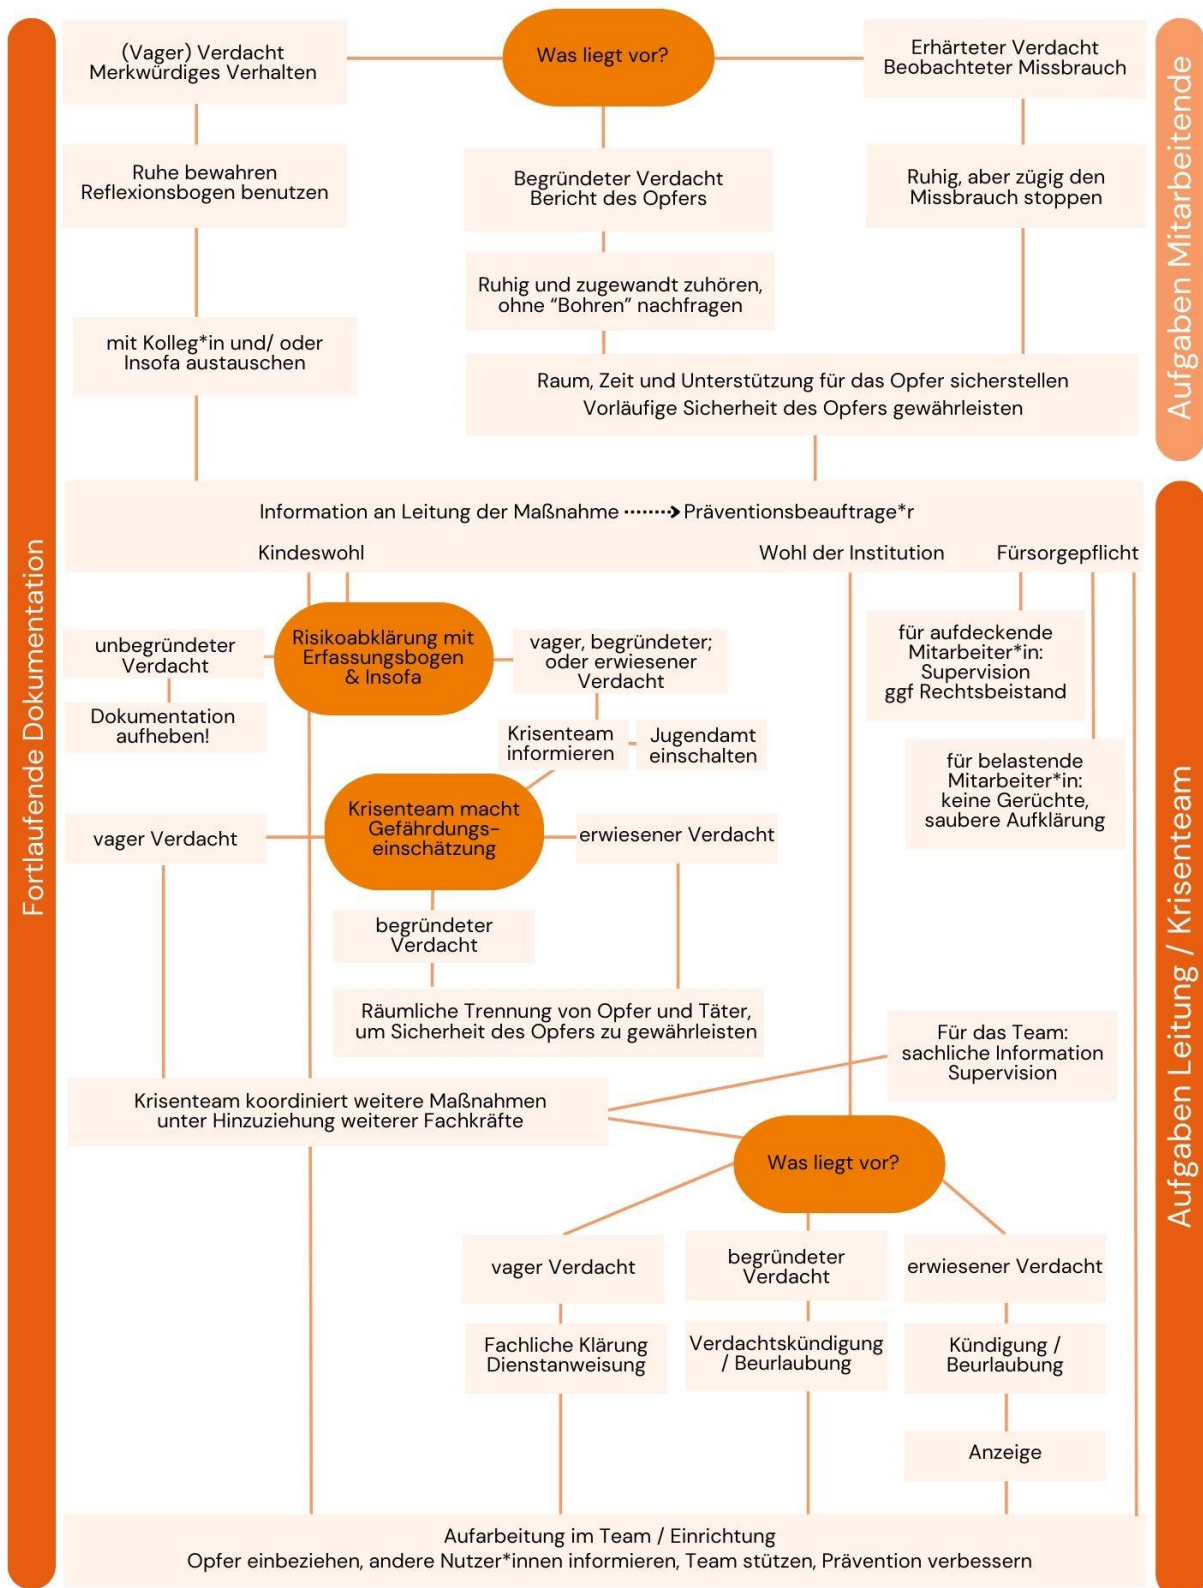 (Vager) Verdacht
Merkwürdiges Verhalten
Was liegt vor?
Erhärteter Verdacht
Beobachteter Missbrauch
Ruhe bewahren
Reflexionsbogen benutzen
Begründeter Verdacht
Bericht des Opfers
Ruhig, aber zügig den
Missbrauch stoppen
Ruhig und zugewandt zuhören,
ohne “Bohren” nachfragen
mit Kolleg*in und/ oder
Insofa austauschen
Raum, Zeit und Unterstützung für das Opfer sicherstellen
Vorläufige Sicherheit des Opfers gewährleisten
Aufgaben Mitarbeitende
Fortlaufende Dokumentation
Information an Leitung der Maßnahme Präventionsbeauftrage*r
Kindeswohl
Wohl der Institution
Fürsorgepflicht
unbegründeter
Verdacht
Risikoabklärung mit
Erfassungsbogen
& Insofa
vager, begründeter;
oder erwiesener
Verdacht
für aufdeckende
Mitarbeiter*in:
Supervision
ggf Rechtsbeistand
Dokumentation
aufheben!
Krisenteam
informieren
Jugendamt
einschalten
für belastende
Mitarbeiter*in:
keine Gerüchte,
saubere Aufklärung
vager Verdacht
Krisenteam macht
Gefährdungs-
einschätzung
erwiesener Verdacht
begründeter
Verdacht
Räumliche Trennung von Opfer und Täter,
um Sicherheit des Opfers zu gewährleisten
Für das Team:
sachliche Information
Supervision
Krisenteam koordiniert weitere Maßnahmen
unter Hinzuziehung weiterer Fachkräfte
Was liegt vor?
vager Verdacht
begründeter
Verdacht
erwiesener Verdacht
Fachliche Klärung
Dienstanweisung
Verdachtskündigung
/ Beurlaubung
Kündigung /
Beurlaubung
Anzeige
Aufgaben Leitung / Krisenteam
Aufarbeitung im Team / Einrichtung
Opfer einbeziehen, andere Nutzer*innen informieren, Team stützen, Prävention verbessern